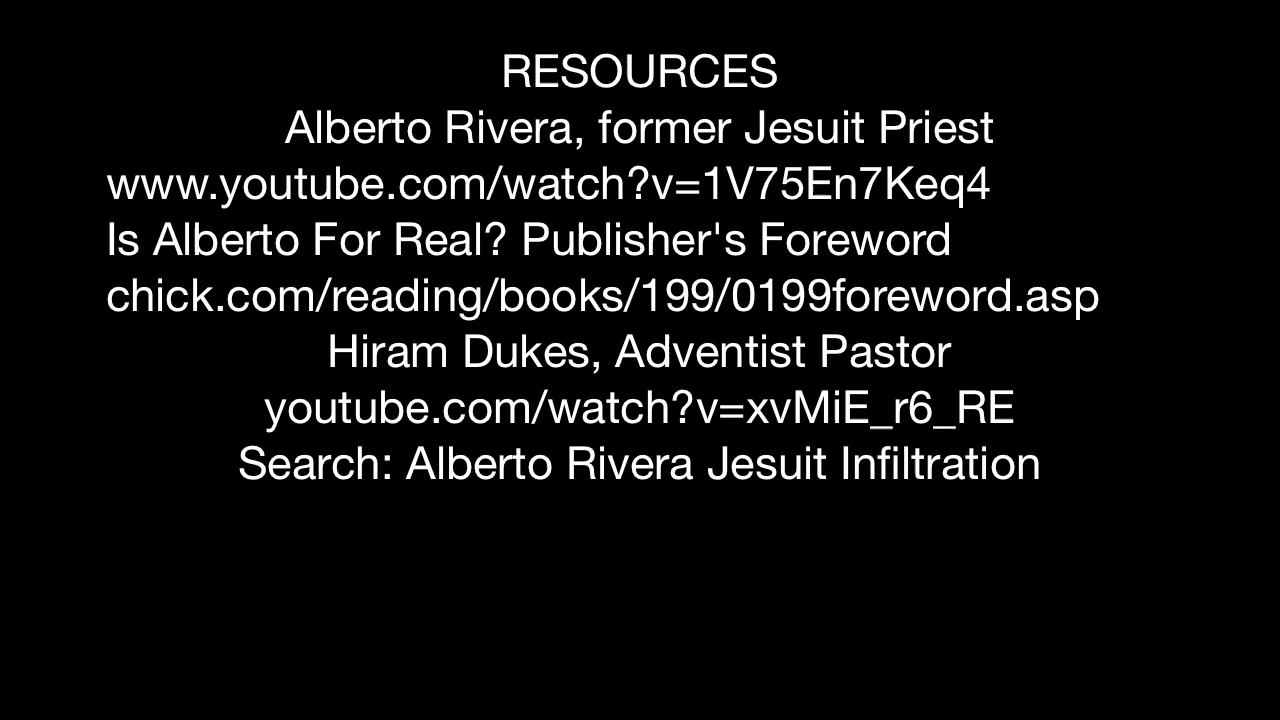 RESOURCES
Alberto Rivera, former Jesuit Priest
www.youtube.com/watch?v=1V75En7Keq4
Is Alberto For Real? Publisher's Foreword
chick.com/reading/books/199/0199foreword.asp
Hiram Dukes, Adventist Pastor
youtube.com/watch?v=xvMiE_r6_RE
Search: Alberto Rivera Jesuit Infiltration